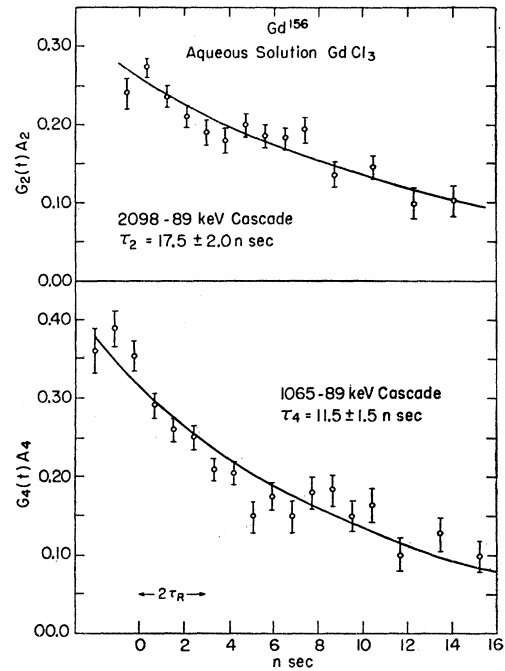 Gd156
Aqueous Solution GdCl3
0.30
0.20
G2(t)A2
0.10
2098-89 keV Cascade
τ2 = 17.5 ± 2.0 n sec
0.00
0.40
1065-89 keV Cascade
τ4 = 11.5 ± 1.5 n sec
0.30
G4(t)A4
0.20
0.10
2τR
00.0
0 2 4 6 8 10 12 14 16
n sec